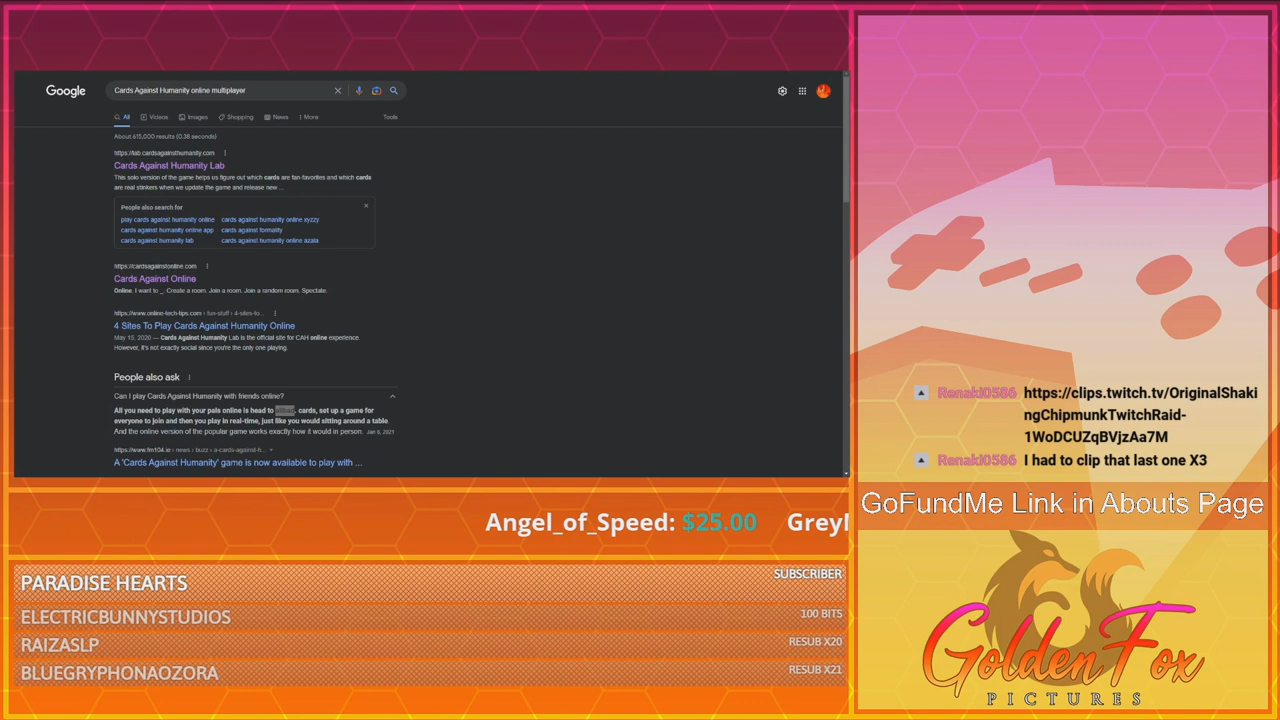 Google
Cards Against Humanity online multiplayer
All
Videos
Images
Shopping
News
More
Tools
About 615,000 results (0.38 seconds)
https://lab.cardsagainsthumanity.com
Cards Against Humanity Lab
This solo version of the game helps us figure out which cards are fan-favorites and which cards
are real stinkers when we update the game and release new ...
People also search for
play cards against humanity online
cards against humanity online xyzzy
cards against humanity online app
cards against formality
cards against humanity lab
cards against humanity online azala
https://cardsagainstonline.com
Cards Against Online
Online. I want to _. Create a room. Join a room. Join a random room. Spectate.
https://www.online-tech-tips.com › fun-stuff › 4-sites-to...
4 Sites To Play Cards Against Humanity Online
May 15, 2020 — Cards Against Humanity Lab is the official site for CAH online experience.
However, it's not exactly social since you're the only one playing.
People also ask
Can I play Cards Against Humanity with friends online?
All you need to play with your pals online is head to allbad. cards, set up a game for
everyone to join and then you play in real-time, just like you would sitting around a table.
And the online version of the popular game works exactly how it would in person. Jan 6, 2021
https://www.fm104.ie › news › buzz › a-cards-against-h...
A 'Cards Against Humanity' game is now available to play with ...
Renaki0586 https://clips.twitch.tv/OriginalShaki
ngChipmunkTwitchRaid-
1WoDCUZqBVjzAa7M
Renaki0586 I had to clip that last one X3
GoFundMe Link in Abouts Page
Angel_of_Speed: $25.00 Grey
PARADISE HEARTS SUBSCRIBER
ELECTRICBUNNYSTUDIOS 100 BITS
RAIZASLP RESUB X20
BLUEGRYPHONAOZORA RESUB X21
GoldenFox
PICTURES